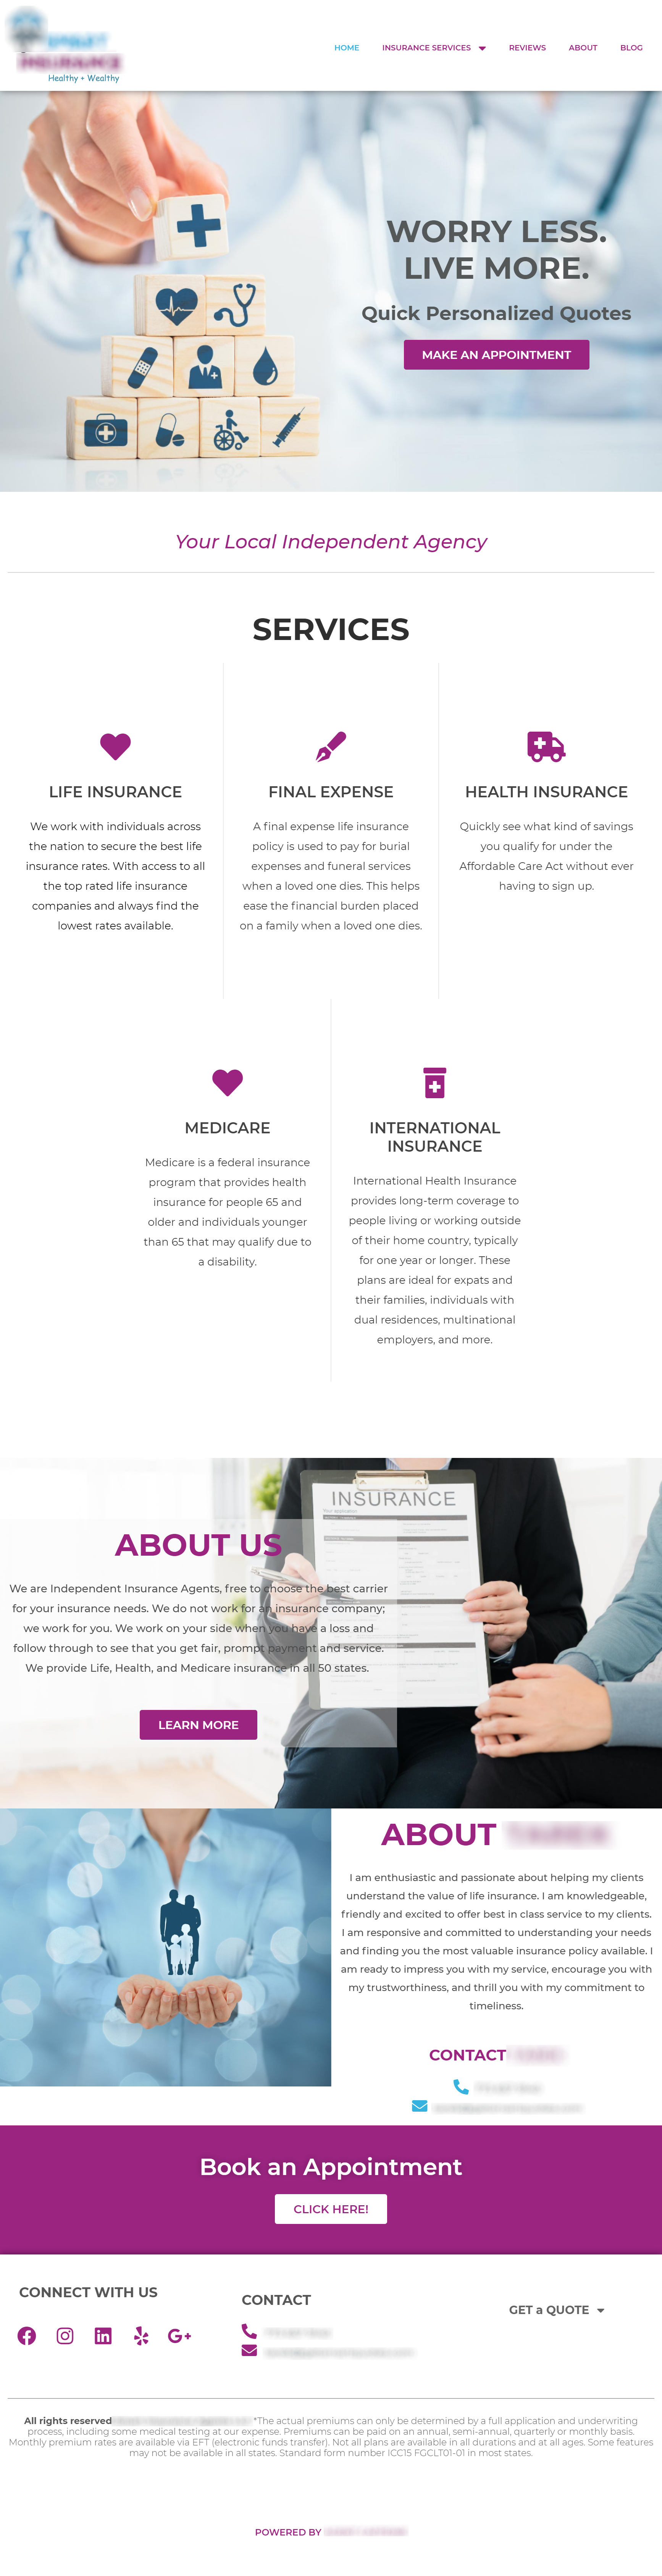 INSURANCE
Healthy + Wealthy
HOME INSURANCE SERVICES REVIEWS ABOUT BLOG
WORRY LESS.
LIVE MORE.
Quick Personalized Quotes
MAKE AN APPOINTMENT
Your Local Independent Agency
SERVICES
LIFE INSURANCE
We work with individuals across
the nation to secure the best life
insurance rates. With access to all
the top rated life insurance
companies and always find the
lowest rates available.
FINAL EXPENSE
A final expense life insurance
policy is used to pay for burial
expenses and funeral services
when a loved one dies. This helps
ease the financial burden placed
on a family when a loved one dies.
HEALTH INSURANCE
Quickly see what kind of savings
you qualify for under the
Affordable Care Act without ever
having to sign up.
MEDICARE
Medicare is a federal insurance
program that provides health
insurance for people 65 and
older and individuals younger
than 65 that may qualify due to
a disability.
INTERNATIONAL
INSURANCE
International Health Insurance
provides long-term coverage to
people living or working outside
of their home country, typically
for one year or longer. These
plans are ideal for expats and
their families, individuals with
dual residences, multinational
employers, and more.
INSURANCE
ABOUT US
We are Independent Insurance Agents, free to choose the best carrier
for your insurance needs. We do not work for an insurance company;
we work for you. We work on your side when you have a loss and
follow through to see that you get fair, prompt payment and service.
We provide Life, Health, and Medicare insurance in all 50 states.
LEARN MORE
ABOUT
I am enthusiastic and passionate about helping my clients
understand the value of life insurance. I am knowledgeable,
friendly and excited to offer best in class service to my clients.
I am responsive and committed to understanding your needs
and finding you the most valuable insurance policy available. I
am ready to impress you with my service, encourage you with
my trustworthiness, and thrill you with my commitment to
timeliness.
CONTACT
Book an Appointment
CLICK HERE!
CONNECT WITH US
CONTACT
GET a QUOTE
All rights reserved *The actual premiums can only be determined by a full application and underwriting
process, including some medical testing at our expense. Premiums can be paid on an annual, semi-annual, quarterly or monthly basis.
Monthly premium rates are available via EFT (electronic funds transfer). Not all plans are available in all durations and at all ages. Some features
may not be available in all states. Standard form number ICC15 FGCLT01-01 in most states.
POWERED BY